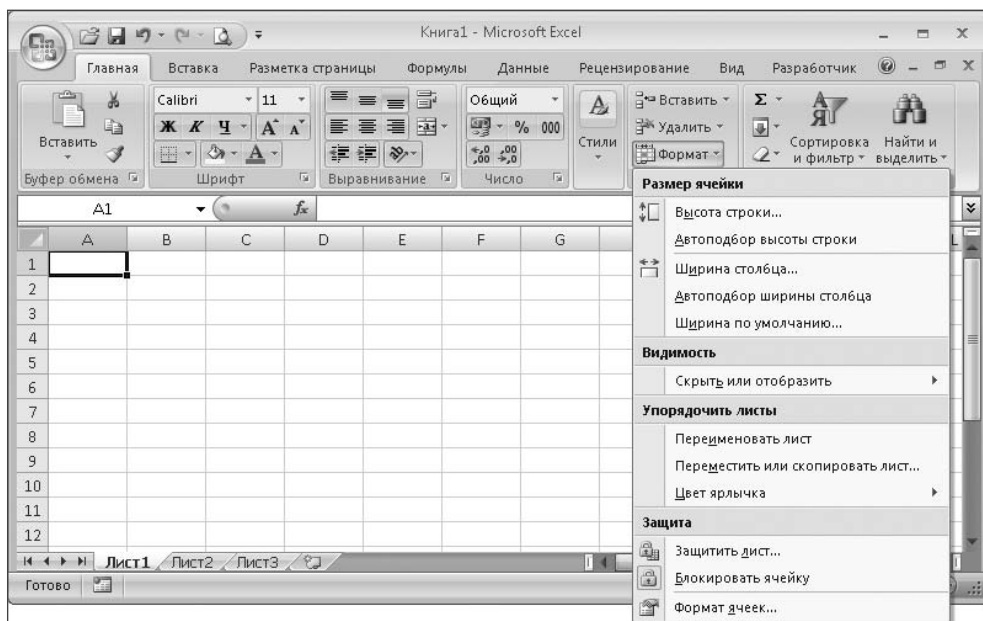 Книга1 - Microsoft Excel
Главная Вставка Разметка страницы Формулы Данные Рецензирование Вид Разработчик
Вставить
Буфер обмена
Calibri 11
Ж К Ч
Шрифт
Выравнивание
Общий
% 000
,0 ,00
,00 ,0
Число
Стили
Вставить
Удалить
Формат
Σ
Сортировка и фильтр
Найти и выделить
A1 fx
A B C D E F G L
1
2
3
4
5
6
7
8
9
10
11
12
Размер ячейки
Высота строки...
Автоподбор высоты строки
Ширина столбца...
Автоподбор ширины столбца
Ширина по умолчанию...
Видимость
Скрыть или отобразить
Упорядочить листы
Переименовать лист
Переместить или скопировать лист...
Цвет ярлычка
Защита
Защитить лист...
Блокировать ячейку
Формат ячеек...
Лист1 Лист2 Лист3
Готово